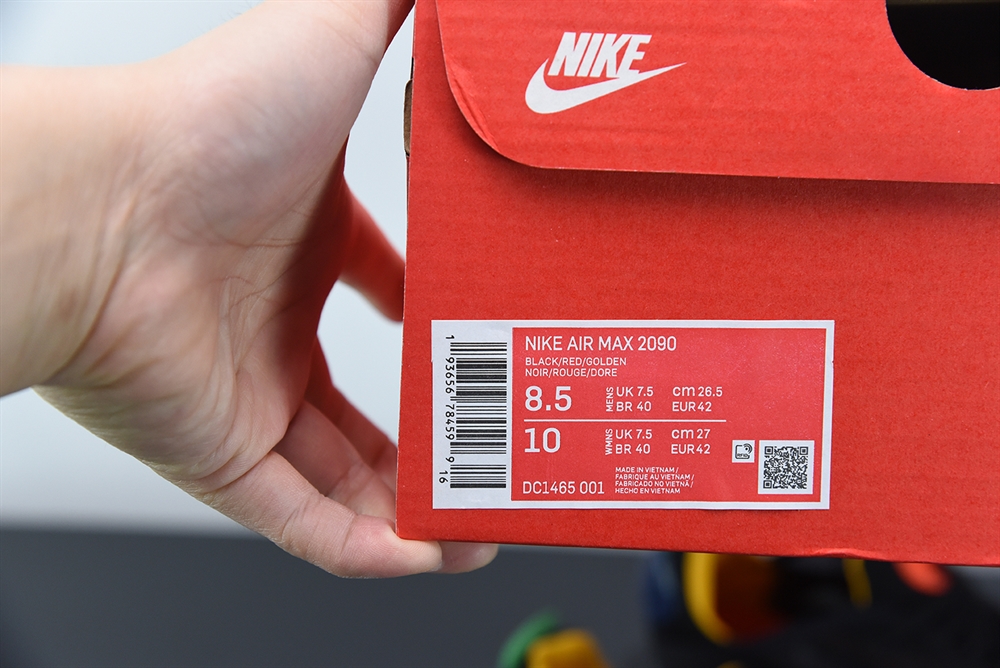 NIKE
NIKE AIR MAX 2090
BLACK/RED/GOLDEN
NOIR/ROUGE/DORE
8.5 MENS UK 7.5 cm 26.5
BR 40 EUR 42
10 WMNS UK 7.5 cm 27
BR 40 EUR 42
MADE IN VIETNAM /
FABRIQUE AU VIETNAM /
FABRICADO NO VIETNÃ /
HECHO EN VIETNAM
DC1465 001
1 93656 78459 9 16